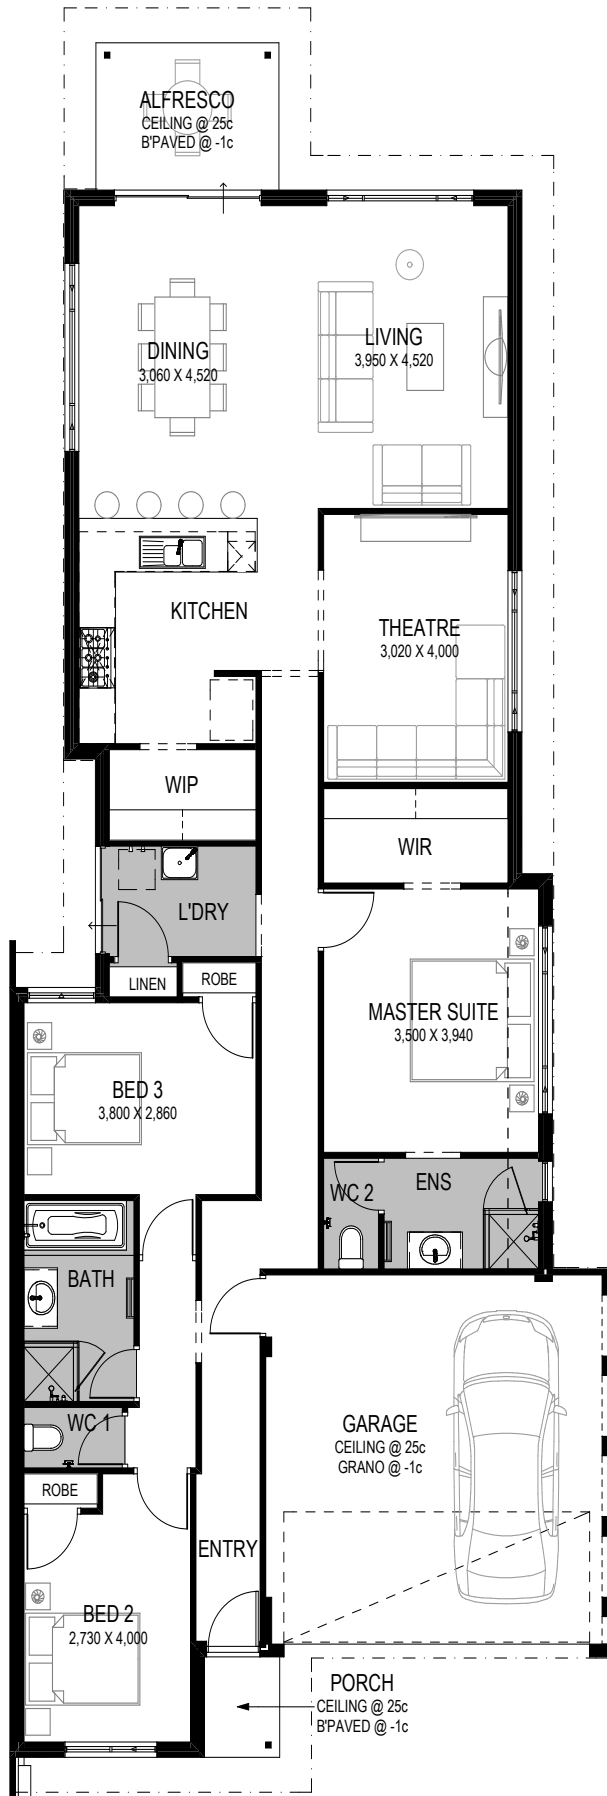 ALFRESCO
CEILING @ 25c
B'PAVED @ -1c
DINING
3,060 X 4,520
LIVING
3,950 X 4,520
KITCHEN
THEATRE
3,020 X 4,000
WIP
WIR
L'DRY
LINEN
ROBE
MASTER SUITE
3,500 X 3,940
BED 3
3,800 X 2,860
WC 2
ENS
BATH
WC 1
GARAGE
CEILING @ 25c
GRANO @ -1c
ROBE
ENTRY
BED 2
2,730 X 4,000
PORCH
CEILING @ 25c
B'PAVED @ -1c